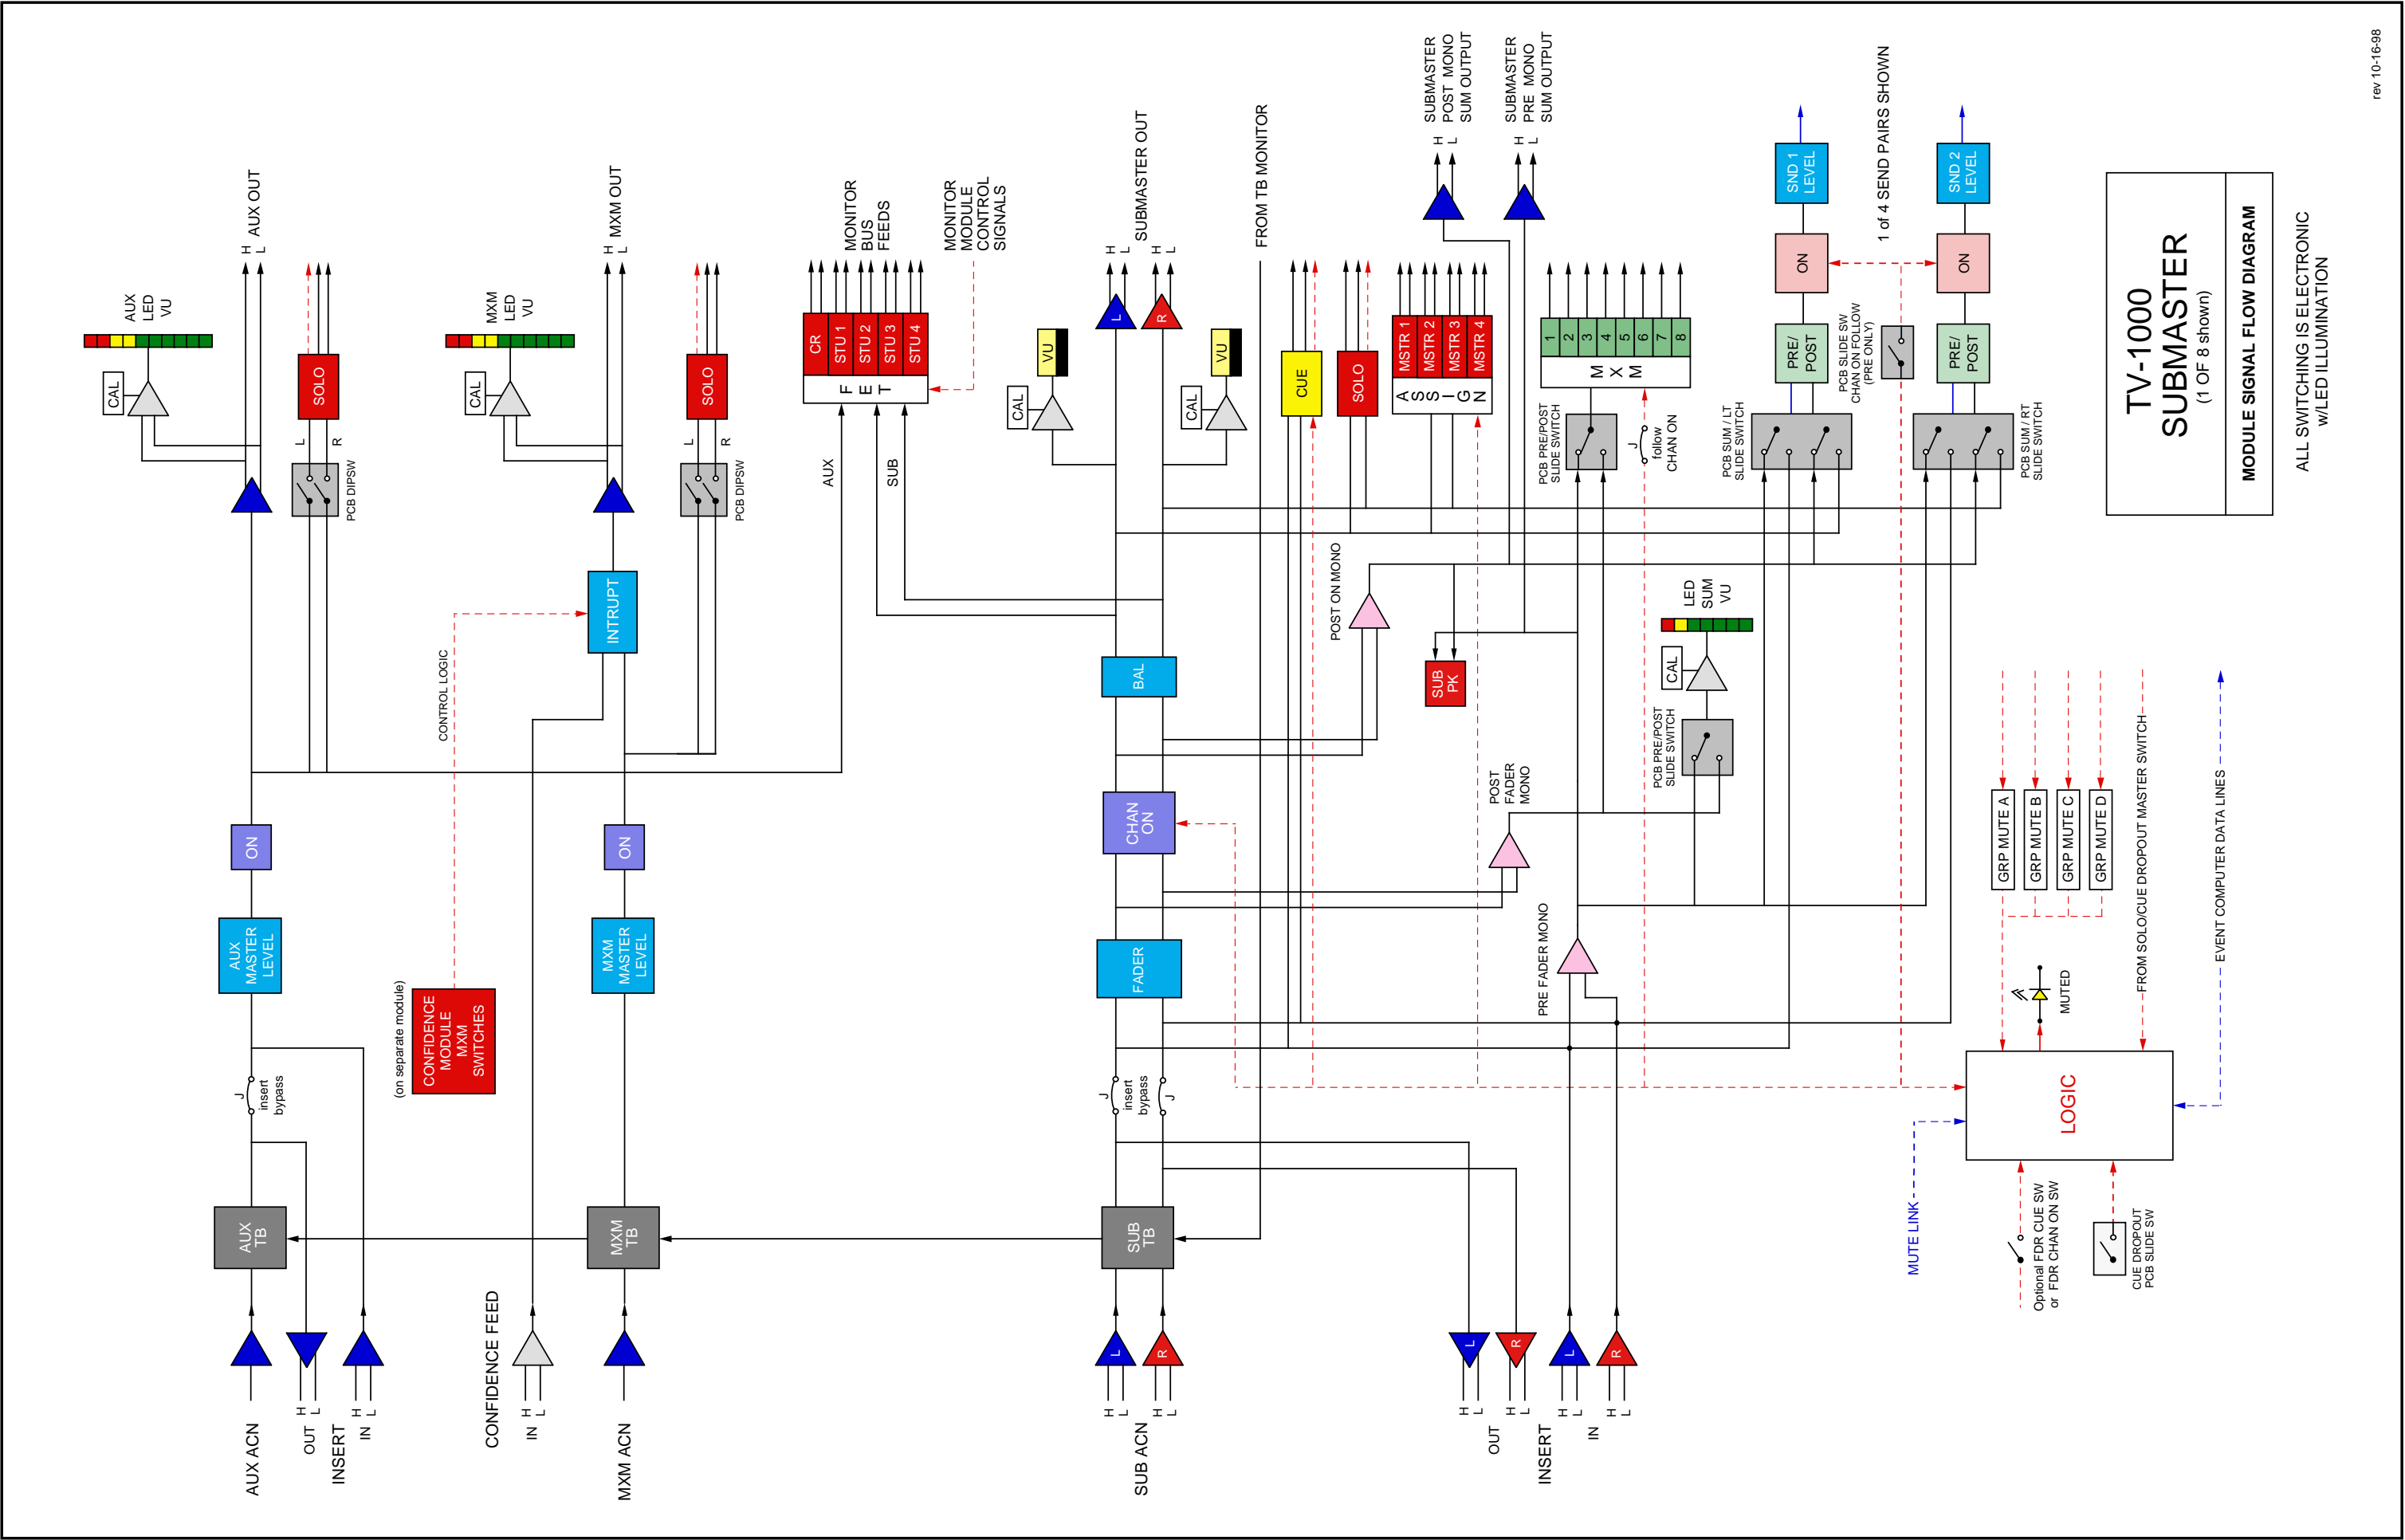 AUX ACN
H
L
OUT
INSERT
H
L
IN
AUX
TB
J
insert
bypass
AUX
MASTER
LEVEL
ON
PCB DIPSW
L
R
SOLO
CAL
AUX
LED
VU
H
L
AUX OUT
CONFIDENCE FEED
H
L
IN
MXM ACN
MXM
TB
(on separate module)
CONFIDENCE
MODULE
MXM
SWITCHES
MXM
MASTER
LEVEL
ON
CONTROL LOGIC
INTRUPT
PCB DIPSW
L
R
SOLO
CAL
MXM
LED
VU
H
L
MXM OUT
AUX
SUB
F
E
T
CR
STU 1
STU 2
STU 3
STU 4
MONITOR
BUS
FEEDS
MONITOR
MODULE
CONTROL
SIGNALS
SUB ACN
H
L
H
L
L
R
SUB
TB
J
insert
bypass
J
FADER
CHAN
ON
BAL
CAL
VU
CAL
VU
L
R
H
L
H
L
SUBMASTER OUT
FROM TB MONITOR
CUE
SOLO
A
S
S
I
G
N
MSTR 1
MSTR 2
MSTR 3
MSTR 4
H
L
H
L
OUT
INSERT
H
L
H
L
IN
L
R
L
R
PRE FADER MONO
POST
FADER
MONO
POST ON MONO
SUB
PK
H
L
SUBMASTER
POST MONO
SUM OUTPUT
H
L
SUBMASTER
PRE MONO
SUM OUTPUT
PCB PRE/POST
SLIDE SWITCH
J
follow
CHAN ON
M
X
M
1
2
3
4
5
6
7
8
PCB PRE/POST
SLIDE SWITCH
CAL
LED
SUM
VU
PCB SUM / LT
SLIDE SWITCH
PRE/
POST
ON
SND 1
LEVEL
PCB SLIDE SW
CHAN ON FOLLOW
(PRE ONLY)
1 of 4 SEND PAIRS SHOWN
PCB SUM / RT
SLIDE SWITCH
PRE/
POST
ON
SND 2
LEVEL
MUTE LINK
Optional FDR CUE SW
or FDR CHAN ON SW
CUE DROPOUT
PCB SLIDE SW
LOGIC
MUTED
GRP MUTE A
GRP MUTE B
GRP MUTE C
GRP MUTE D
FROM SOLO/CUE DROPOUT MASTER SWITCH
EVENT COMPUTER DATA LINES
TV-1000
SUBMASTER
(1 OF 8 shown)
MODULE SIGNAL FLOW DIAGRAM
ALL SWITCHING IS ELECTRONIC
w/LED ILLUMINATION
rev 10-16-98